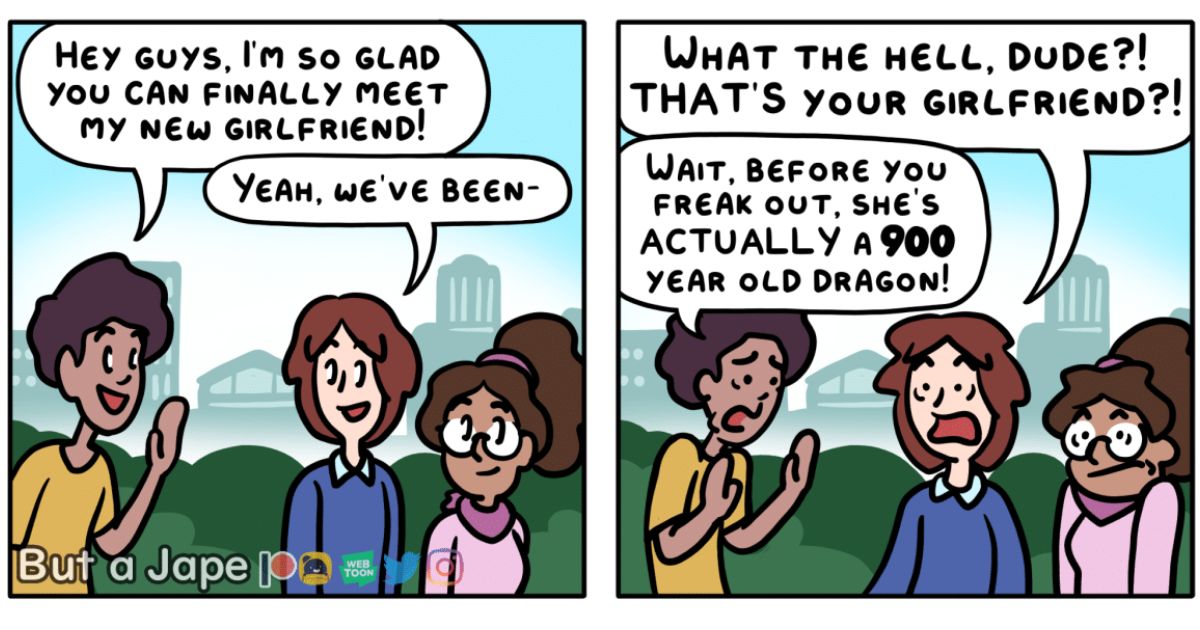 HEY GUYS, I'M SO GLAD
YOU CAN FINALLY MEET
MY NEW GIRLFRIEND!
YEAH, WE'VE BEEN-
WHAT THE HELL, DUDE?!
THAT'S YOUR GIRLFRIEND?!
WAIT, BEFORE YOU
FREAK OUT, SHE'S
ACTUALLY A 900
YEAR OLD DRAGON!
But a Jape
WEB
TOON